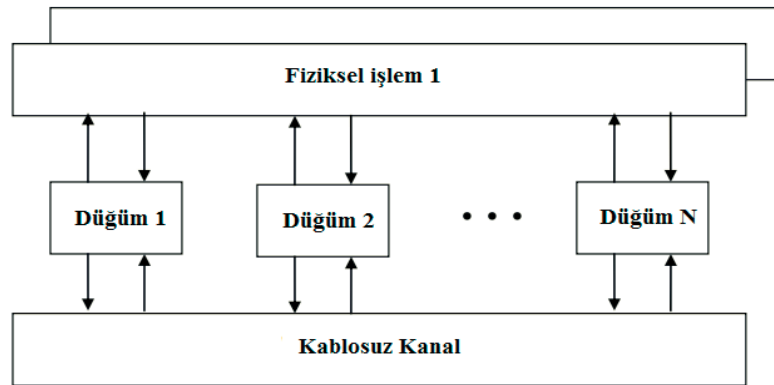 Fiziksel işlem 1
Düğüm 1
Düğüm 2
• • •
Düğüm N
Kablosuz Kanal